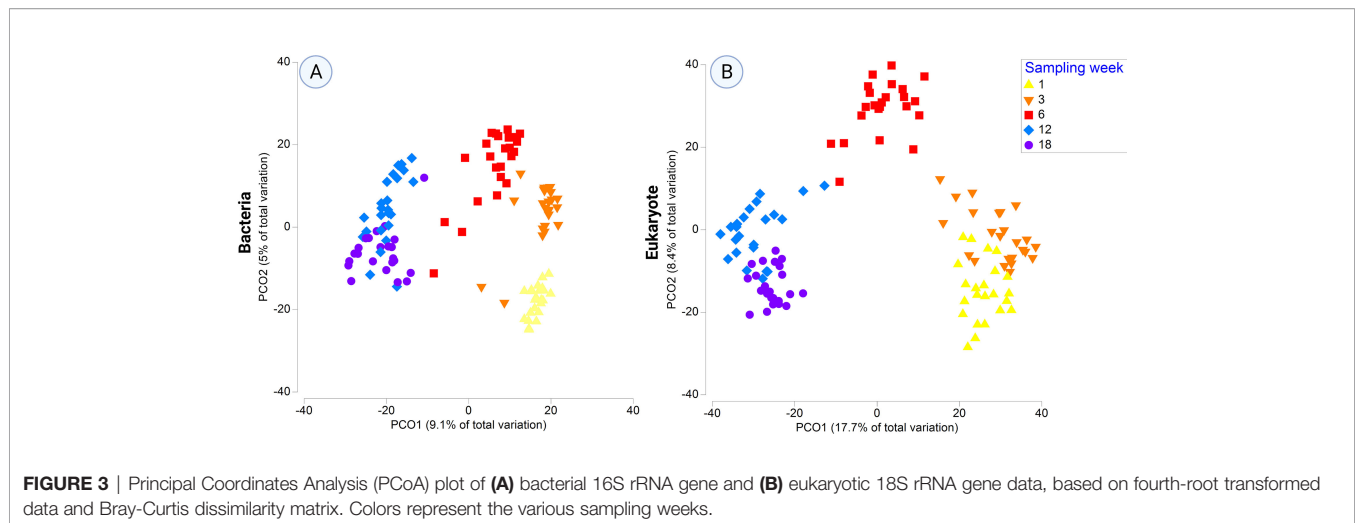 A
Bacteria
PCO2 (5% of total variation)
40
20
0
-20
-40
-40
-20
0
20
40
PCO1 (9.1% of total variation)
B
Eukaryote
PCO2 (8.4% of total variation)
40
20
0
-20
-40
-40
-20
0
20
40
PCO1 (17.7% of total variation)
Sampling week
1
3
6
12
18
FIGURE 3 | Principal Coordinates Analysis (PCoA) plot of (A) bacterial 16S rRNA gene and (B) eukaryotic 18S rRNA gene data, based on fourth-root transformed
data and Bray-Curtis dissimilarity matrix. Colors represent the various sampling weeks.